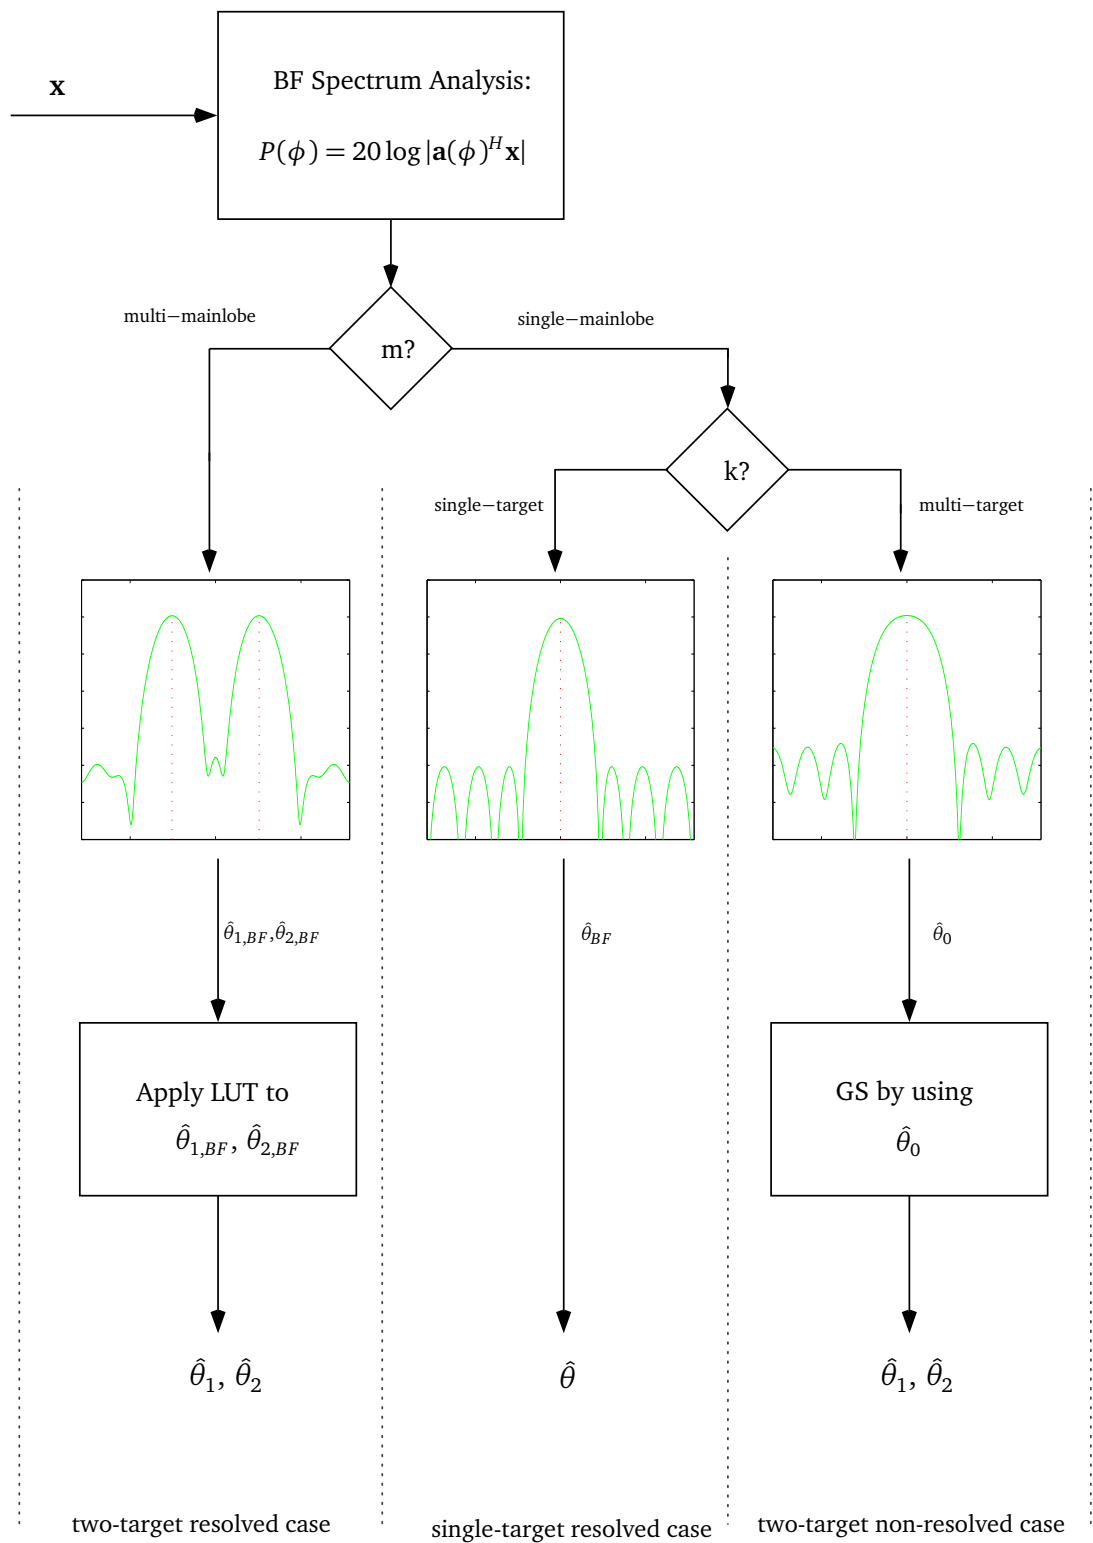 x
BF Spectrum Analysis:
P(ϕ) = 20 log |a(ϕ)^H x|
multi−mainlobe
single−mainlobe
m?
k?
single−target
multi−target
θ̂_{1,BF},θ̂_{2,BF}
θ̂_{BF}
θ̂_0
Apply LUT to
θ̂_{1,BF}, θ̂_{2,BF}
GS by using
θ̂_0
θ̂_1, θ̂_2
θ̂
θ̂_1, θ̂_2
two-target resolved case
single-target resolved case
two-target non-resolved case